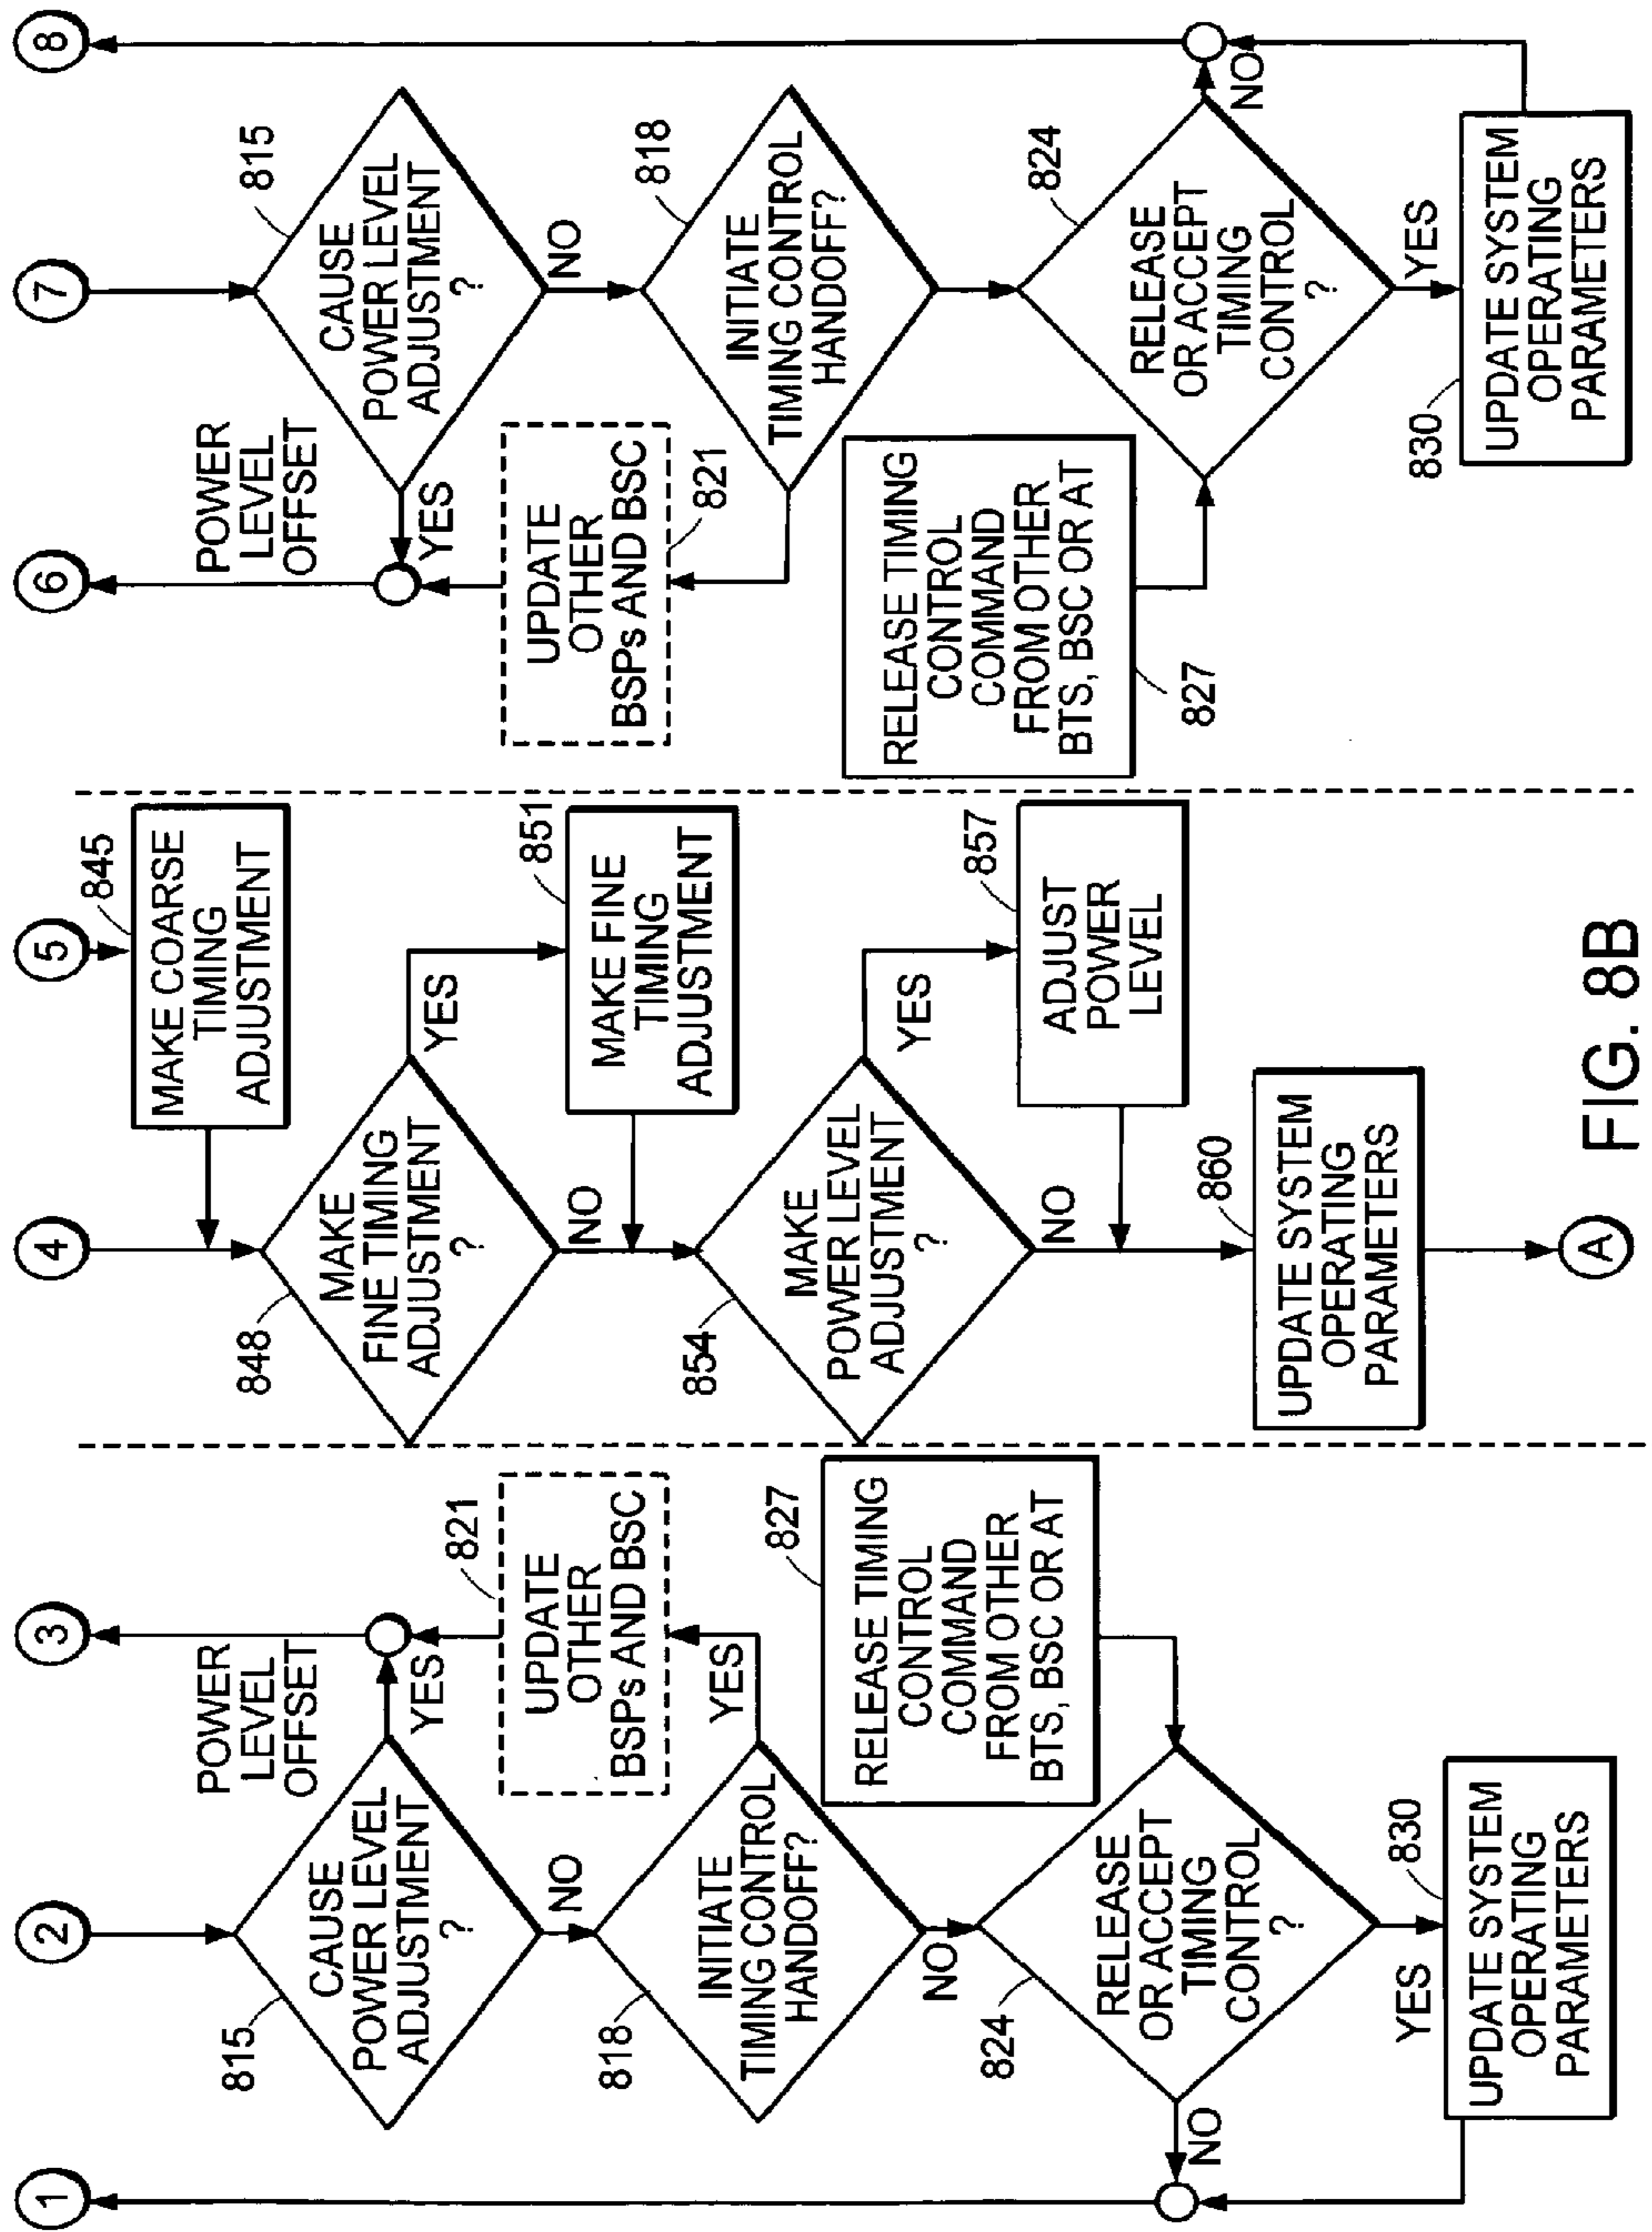 1
2
3
POWER
LEVEL
OFFSET
815
CAUSE
POWER LEVEL
ADJUSTMENT
?
YES
NO
821
UPDATE
OTHER
BSPs AND BSC
818
INITIATE
TIMING CONTROL
HANDOFF?
YES
NO
827
RELEASE TIMING
CONTROL
COMMAND
FROM OTHER
BTS, BSC OR AT
824
RELEASE
OR ACCEPT
TIMING
CONTROL
?
NO
YES
830
UPDATE SYSTEM
OPERATING
PARAMETERS
4
5
845
MAKE COARSE
TIMING
ADJUSTMENT
848
MAKE
FINE TIMING
ADJUSTMENT
?
YES
NO
851
MAKE FINE
TIMING
ADJUSTMENT
854
MAKE
POWER LEVEL
ADJUSTMENT
?
YES
NO
857
ADJUST
POWER
LEVEL
860
UPDATE SYSTEM
OPERATING
PARAMETERS
A
6
7
8
POWER
LEVEL
OFFSET
815
CAUSE
POWER LEVEL
ADJUSTMENT
?
YES
NO
UPDATE
OTHER
BSPs AND BSC
821
818
INITIATE
TIMING CONTROL
HANDOFF?
RELEASE TIMING
CONTROL
COMMAND
FROM OTHER
BTS, BSC OR AT
827
824
RELEASE
OR ACCEPT
TIMING
CONTROL
?
NO
YES
830
UPDATE SYSTEM
OPERATING
PARAMETERS
FIG. 8B